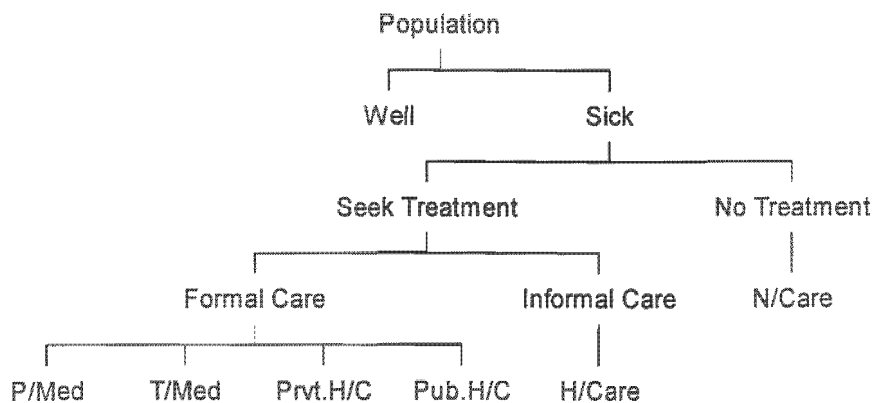 Population
Well Sick
Seek Treatment No Treatment
Formal Care Informal Care N/Care
P/Med T/Med Prvt.H/C Pub.H/C H/Care